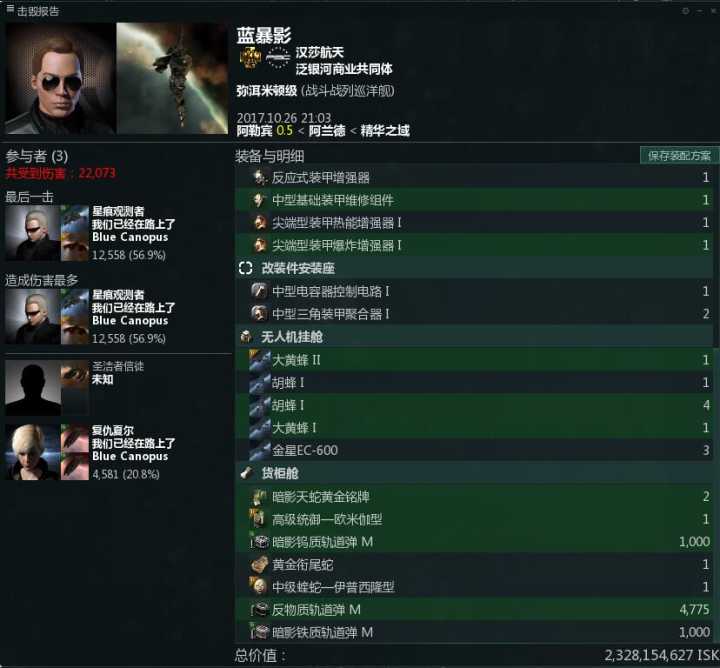 击毁报告
蓝暴影
汉莎航天
泛银河商业共同体
弥洱米顿级 (战斗战列巡洋舰)
2017.10.26 21:03
阿勒宾 0.5 < 阿兰德 < 精华之域
参与者 (3)
共受到伤害：22,073
最后一击
星痕观测者
我们已经在路上了
Blue Canopus
12,558 (56.9%)
造成伤害最多
星痕观测者
我们已经在路上了
Blue Canopus
12,558 (56.9%)
圣洁者信徒
未知
复仇夏尔
我们已经在路上了
Blue Canopus
4,581 (20.8%)
装备与明细
保存装配方案
反应式装甲增强器 1
中型基础装甲维修组件 1
尖端型装甲热能增强器 I 1
尖端型装甲爆炸增强器 I 1
改装件安装座
中型电容器控制电路 I 1
中型三角装甲聚合器 I 2
无人机挂舱
大黄蜂 II 1
胡蜂 I 1
胡蜂 I 4
大黄蜂 I 1
金星EC-600 3
货柜舱
暗影天蛇黄金铭牌 2
高级统御—欧米伽型 1
暗影钨质轨道弹 M 1,000
黄金衔尾蛇 1
中级蝰蛇—伊普西隆型 1
反物质轨道弹 M 4,775
暗影铁质轨道弹 M 1,000
总价值： 2,328,154,627 ISK